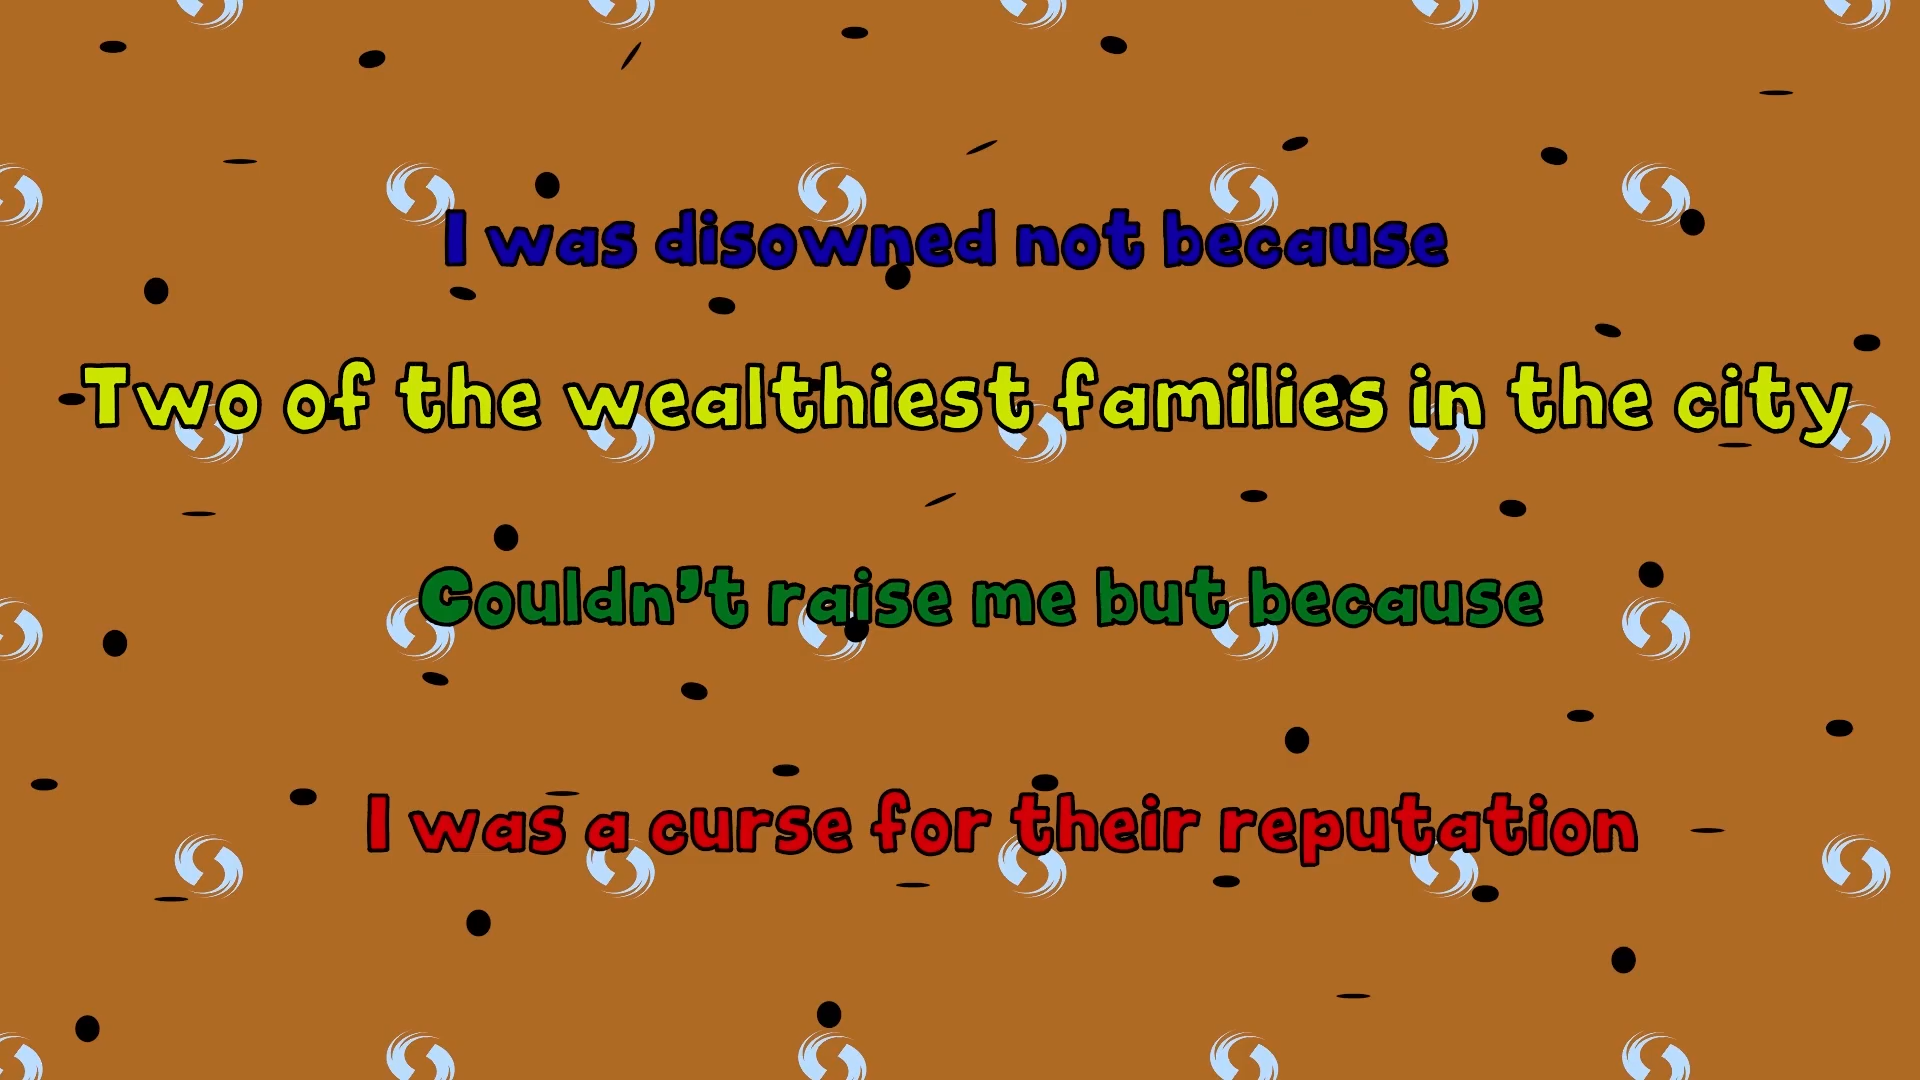 I was disowned not because
Two of the wealthiest families in the city
Couldn't raise me but because
I was a curse for their reputation